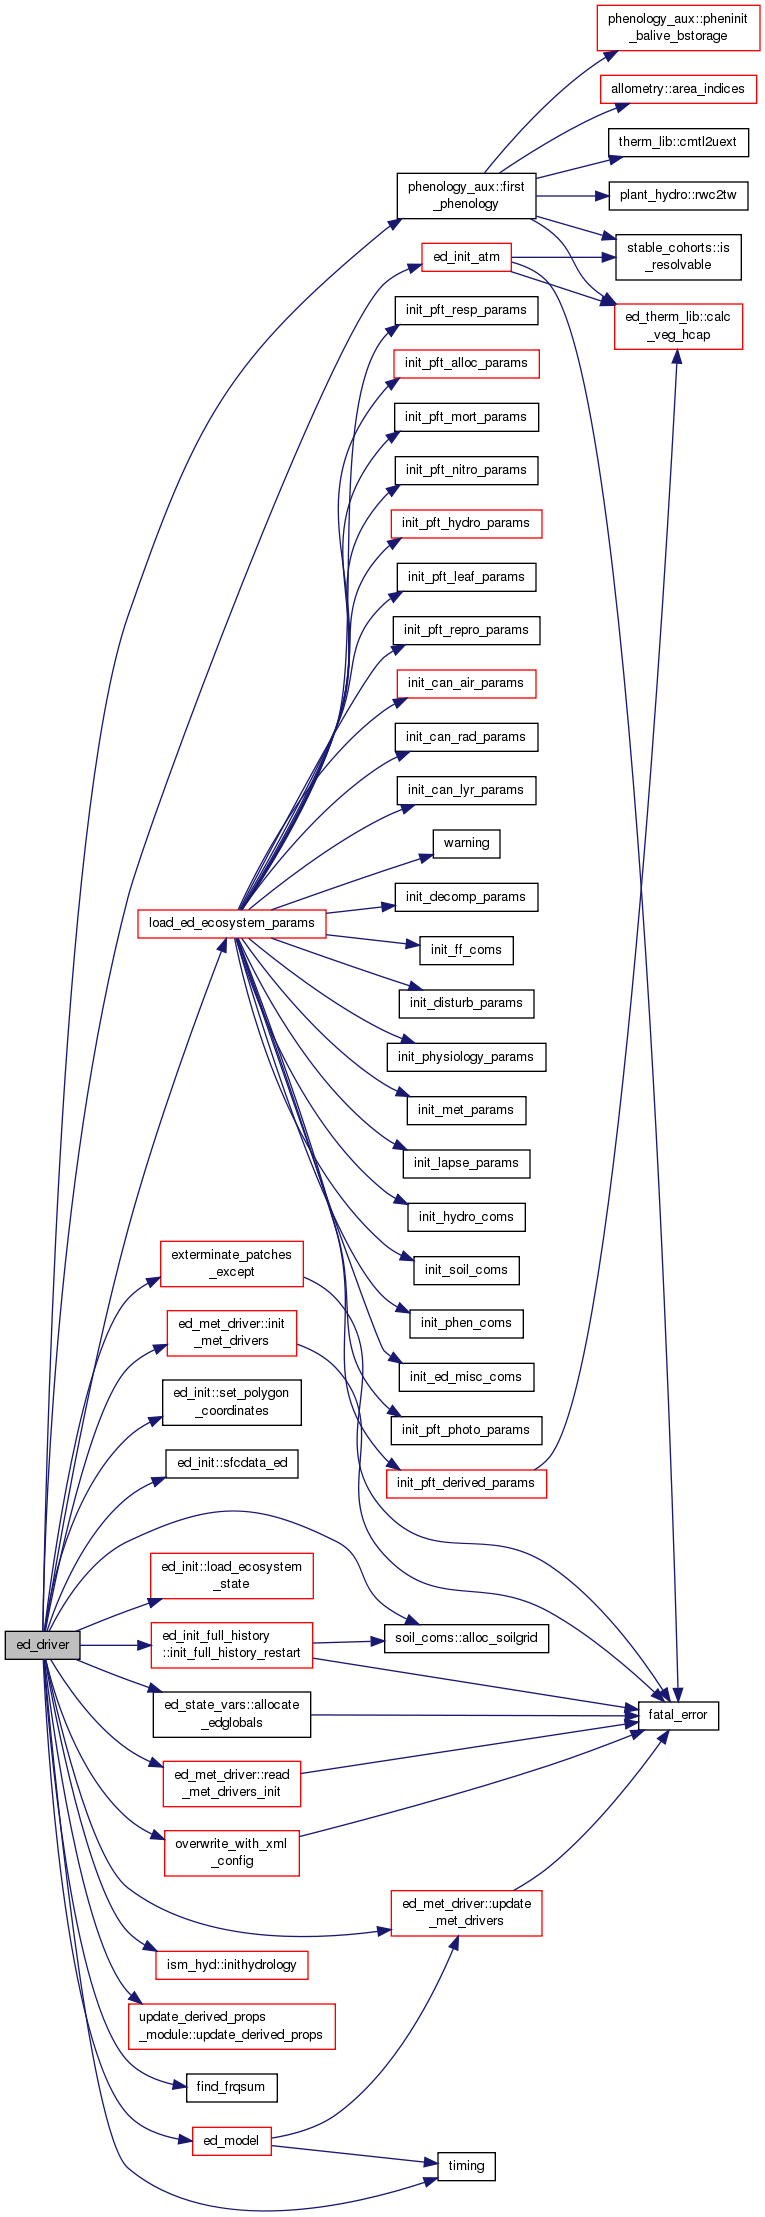 phenology_aux::pheninit
_balive_bstorage
allometry::area_indices
therm_lib::cmtl2uext
phenology_aux::first
_phenology
plant_hydro::rwc2tw
stable_cohorts::is
_resolvable
ed_init_atm
init_pft_resp_params
ed_therm_lib::calc
_veg_hcap
init_pft_alloc_params
init_pft_mort_params
init_pft_nitro_params
init_pft_hydro_params
init_pft_leaf_params
init_pft_repro_params
init_can_air_params
init_can_rad_params
init_can_lyr_params
warning
init_decomp_params
load_ed_ecosystem_params
init_ff_coms
init_disturb_params
init_physiology_params
init_met_params
init_lapse_params
init_hydro_coms
exterminate_patches
_except
init_soil_coms
ed_met_driver::init
_met_drivers
init_phen_coms
init_ed_misc_coms
ed_init::set_polygon
_coordinates
init_pft_photo_params
ed_init::sfcdata_ed
init_pft_derived_params
ed_init::load_ecosystem
_state
ed_driver
ed_init_full_history
::init_full_history_restart
soil_coms::alloc_soilgrid
ed_state_vars::allocate
_edglobals
fatal_error
ed_met_driver::read
_met_drivers_init
overwrite_with_xml
_config
ed_met_driver::update
_met_drivers
ism_hyd::inithydrology
update_derived_props
_module::update_derived_props
find_frqsum
ed_model
timing